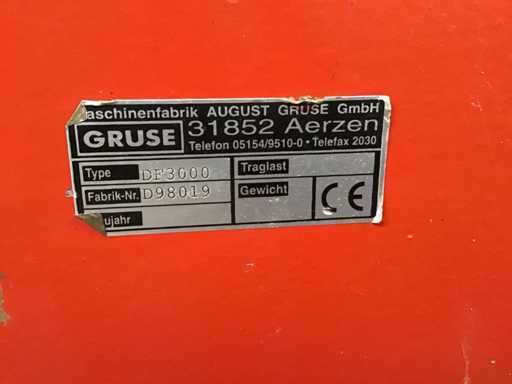 aschinenfabrik AUGUST GRUSE GmbH
GRUSE 31852 Aerzen
Telefon 05154/9510-0 • Telefax 2030
Type DF3000 Traglast
Fabrik-Nr. D98019 Gewicht
ujahr CE